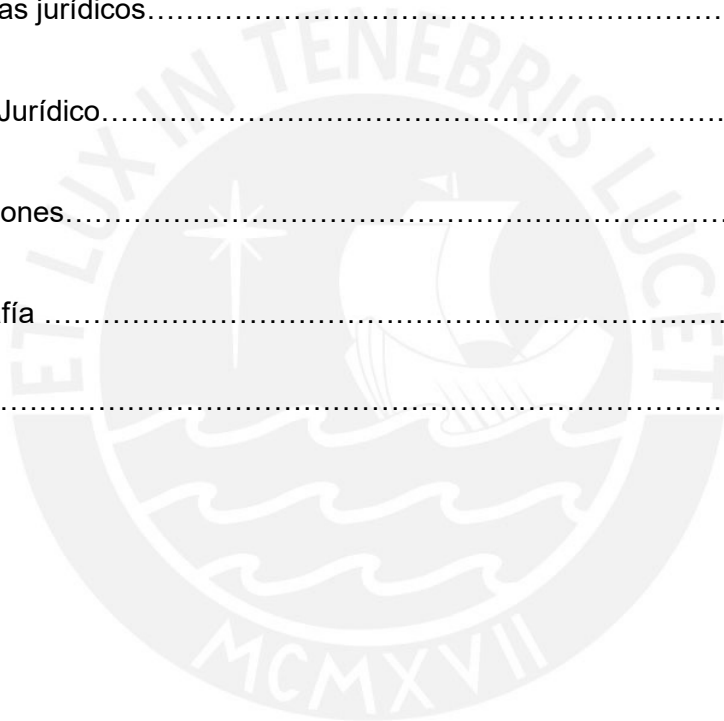 as jurídicos……………………………………………………
Jurídico…………………………………………………………
ones……………………………………………………………
fía …………………………………………………………………
……………………………………………………………………
ET LUX IN TENEBRIS LUCET
MCMXVII